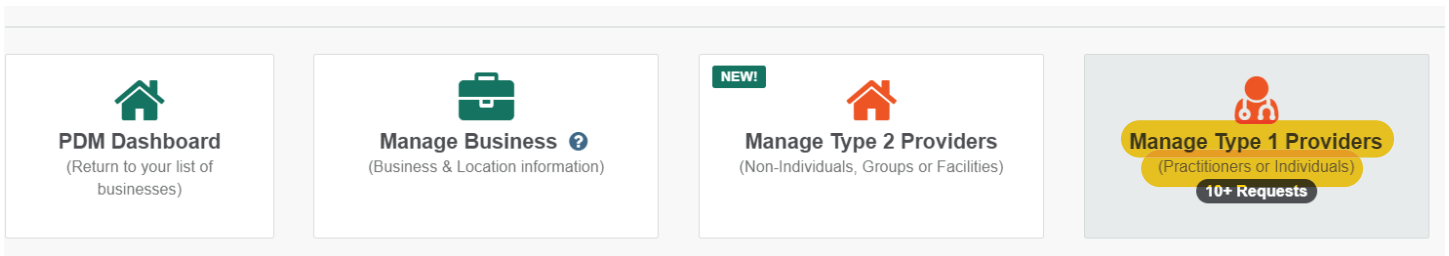 PDM Dashboard
(Return to your list of
businesses)
Manage Business ?
(Business & Location information)
NEW!
Manage Type 2 Providers
(Non-Individuals, Groups or Facilities)
Manage Type 1 Providers
(Practitioners or Individuals)
10+ Requests